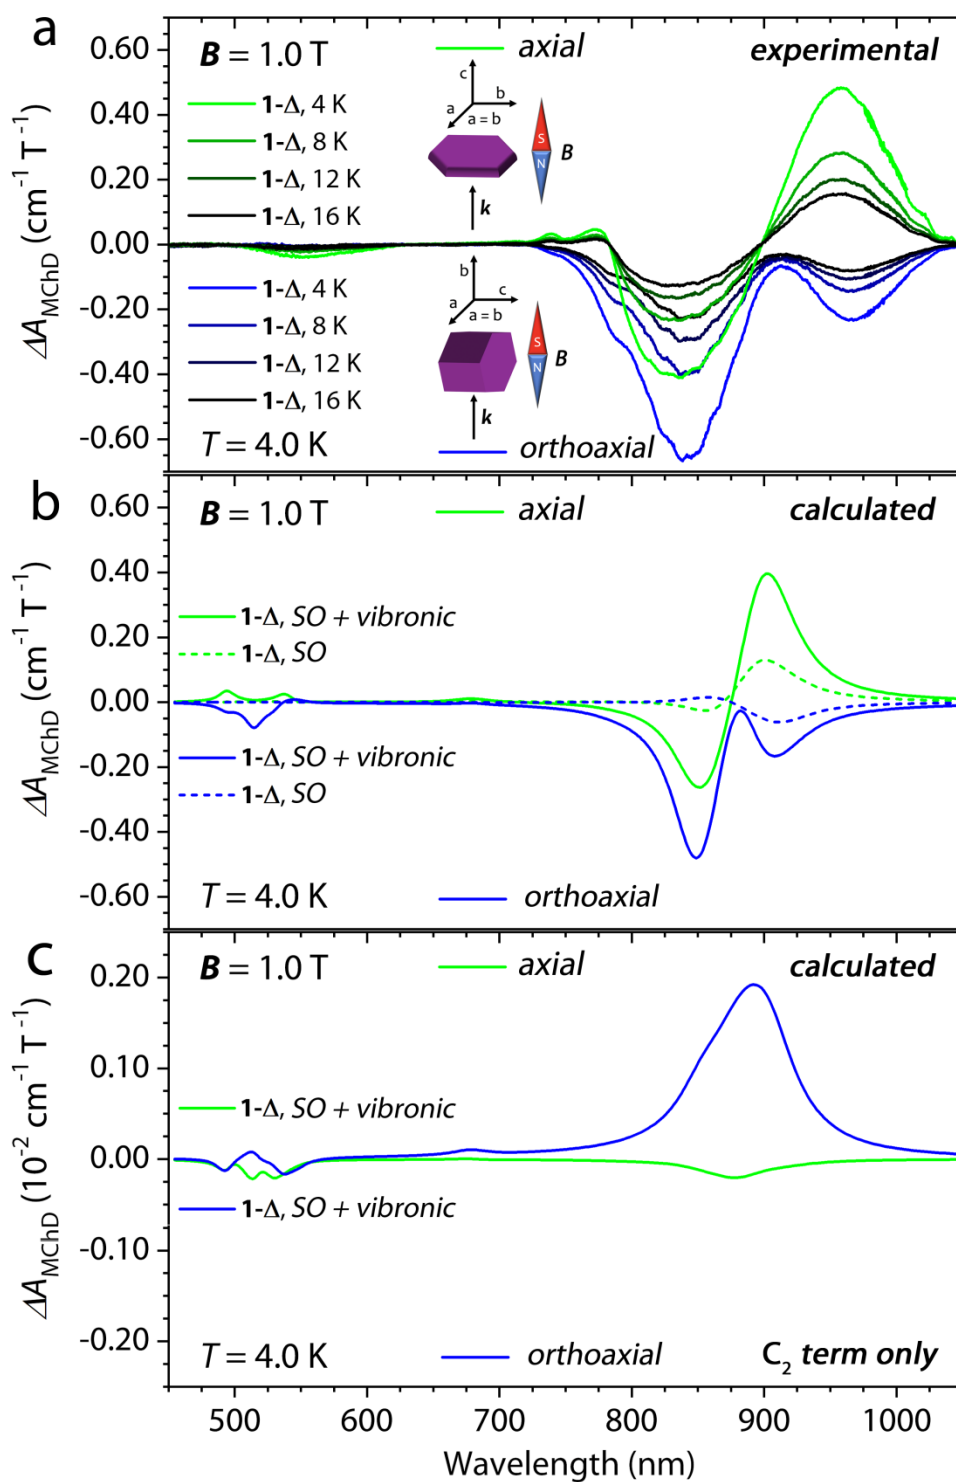 a
B = 1.0 T
axial
experimental
1-Δ, 4 K
1-Δ, 8 K
1-Δ, 12 K
1-Δ, 16 K
c
b
a
a = b
S
N
B
k
1-Δ, 4 K
1-Δ, 8 K
1-Δ, 12 K
1-Δ, 16 K
b
c
a
a = b
S
N
B
k
T = 4.0 K
orthoaxial
0.60
0.40
0.20
0.00
-0.20
-0.40
-0.60
ΔA_MChD (cm⁻¹ T⁻¹)
b
B = 1.0 T
axial
calculated
1-Δ, SO + vibronic
1-Δ, SO
1-Δ, SO + vibronic
1-Δ, SO
T = 4.0 K
orthoaxial
0.60
0.40
0.20
0.00
-0.20
-0.40
-0.60
ΔA_MChD (cm⁻¹ T⁻¹)
c
B = 1.0 T
axial
calculated
1-Δ, SO + vibronic
1-Δ, SO + vibronic
T = 4.0 K
orthoaxial
C₂ term only
0.20
0.10
0.00
-0.10
-0.20
ΔA_MChD (10⁻² cm⁻¹ T⁻¹)
500 600 700 800 900 1000
Wavelength (nm)